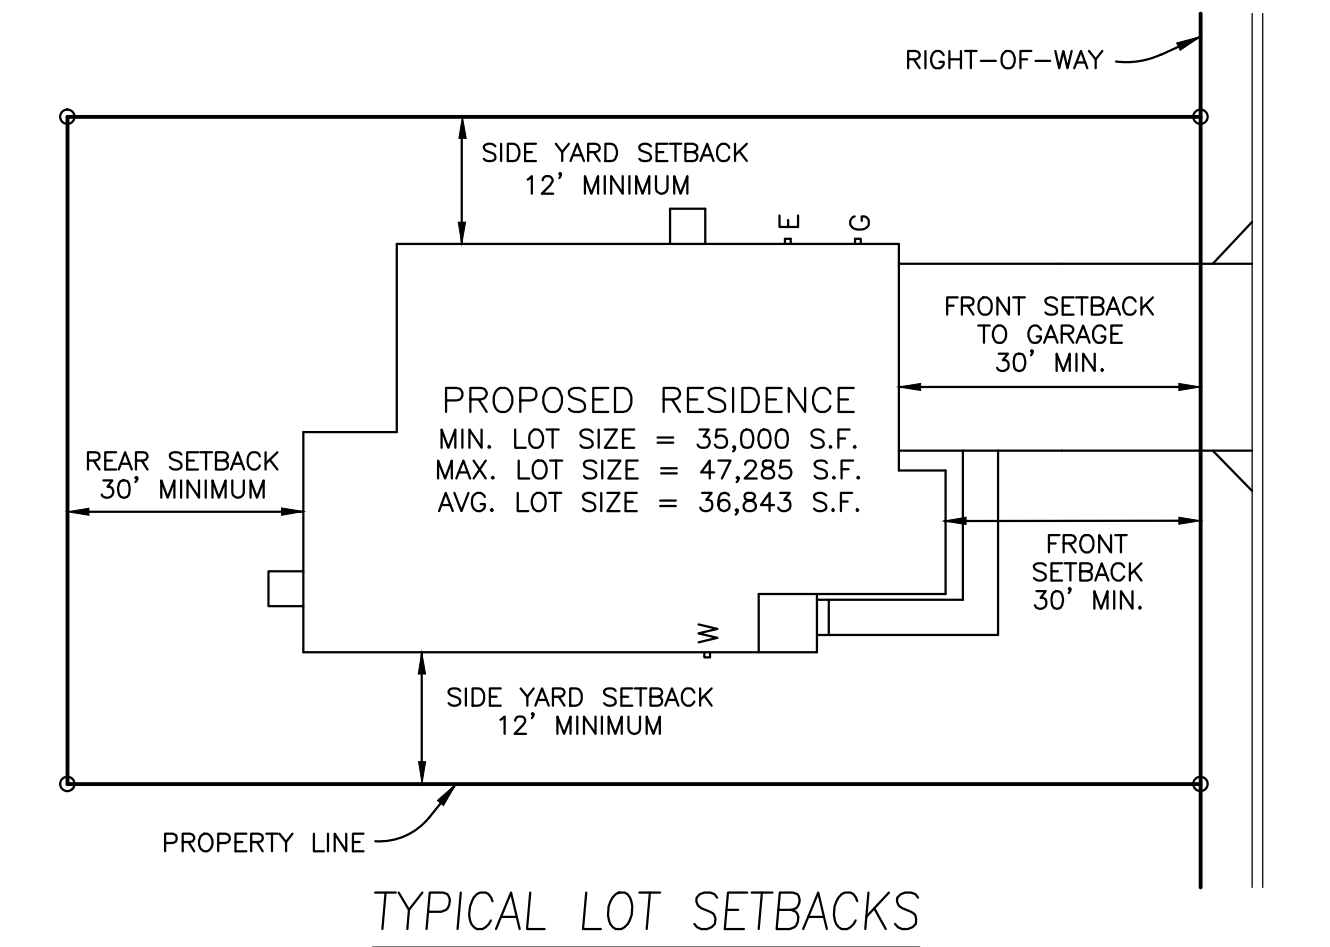 RIGHT-OF-WAY
SIDE YARD SETBACK
12' MINIMUM
E
G
FRONT SETBACK
TO GARAGE
30' MIN.
PROPOSED RESIDENCE
MIN. LOT SIZE = 35,000 S.F.
MAX. LOT SIZE = 47,285 S.F.
AVG. LOT SIZE = 36,843 S.F.
REAR SETBACK
30' MINIMUM
FRONT
SETBACK
30' MIN.
W
SIDE YARD SETBACK
12' MINIMUM
PROPERTY LINE
TYPICAL LOT SETBACKS